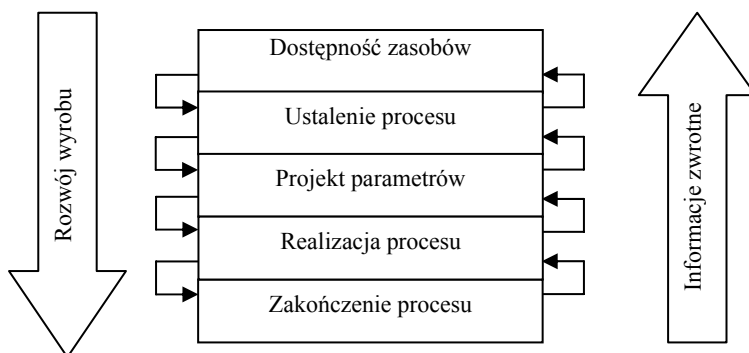 Rozwój wyrobu
Dostępność zasobów
Ustalenie procesu
Projekt parametrów
Realizacja procesu
Zakończenie procesu
Informacje zwrotne